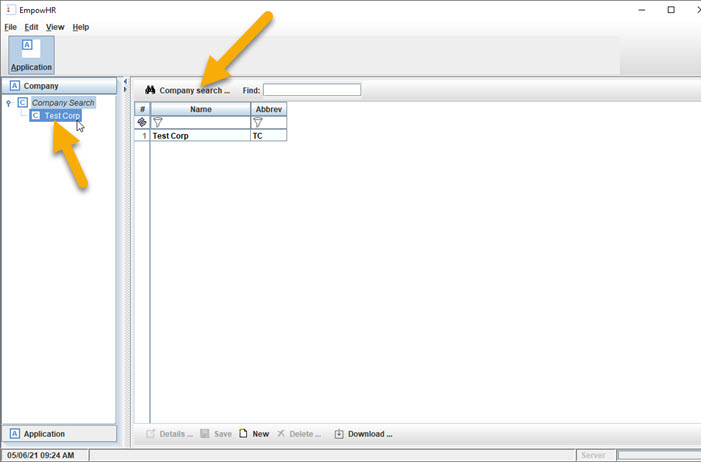 EmpowHR
File Edit View Help
A
Application
A Company
Company search ... Find:
C Company Search
C Test Corp
# Name Abbrev
1 Test Corp TC
A Application
Details ... Save New Delete ... Download ...
05/06/21 09:24 AM Server